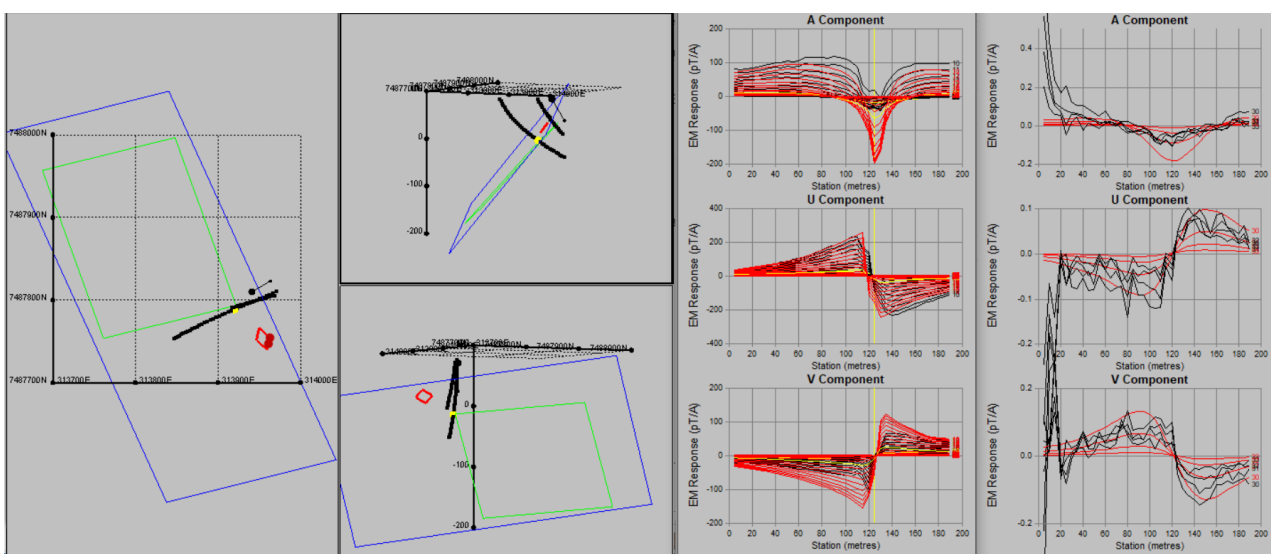 7488000N
7487900N
7487800N
7487700N
313700E
313800E
313900E
314000E
7488000N
0
-100
-200
7488000N
0
-100
-200
A Component
EM Response (pT/A)
200
100
0
-100
-200
0 20 40 60 80 100 120 140 160 180 200
Station (metres)
10
U Component
EM Response (pT/A)
400
200
0
-200
-400
0 20 40 60 80 100 120 140 160 180 200
Station (metres)
V Component
EM Response (pT/A)
200
100
0
-100
-200
0 20 40 60 80 100 120 140 160 180 200
Station (metres)
A Component
EM Response (pT/A)
0.4
0.2
0.0
-0.2
0 20 40 60 80 100 120 140 160 180 200
Station (metres)
30
U Component
EM Response (pT/A)
0.1
0.0
-0.1
0 20 40 60 80 100 120 140 160 180 200
Station (metres)
30
V Component
EM Response (pT/A)
0.2
0.0
-0.2
0 20 40 60 80 100 120 140 160 180 200
Station (metres)
30